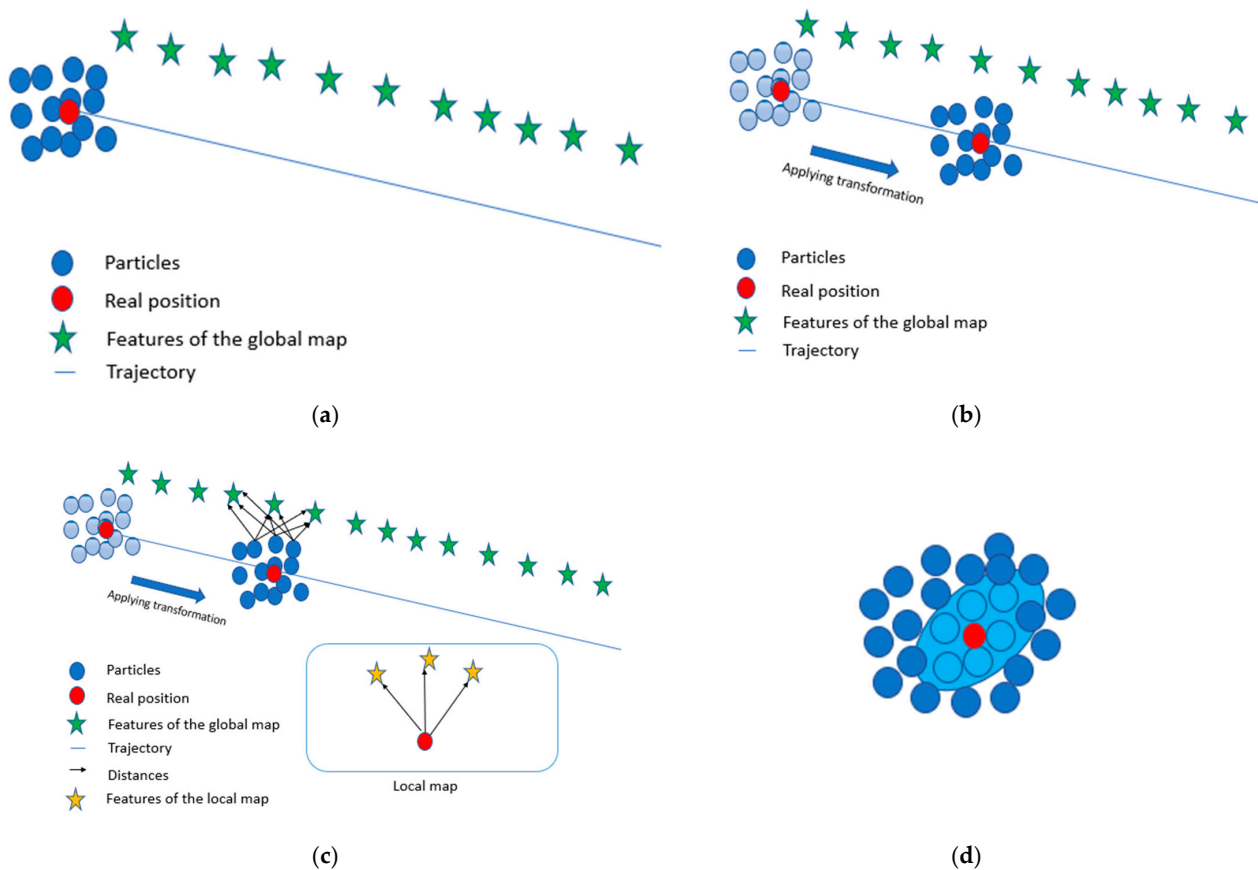 Particles
Real position
Features of the global map
Trajectory
(a)
Applying transformation
Particles
Real position
Features of the global map
Trajectory
(b)
Applying transformation
Particles
Real position
Features of the global map
Trajectory
Distances
Features of the local map
Local map
(c)
(d)